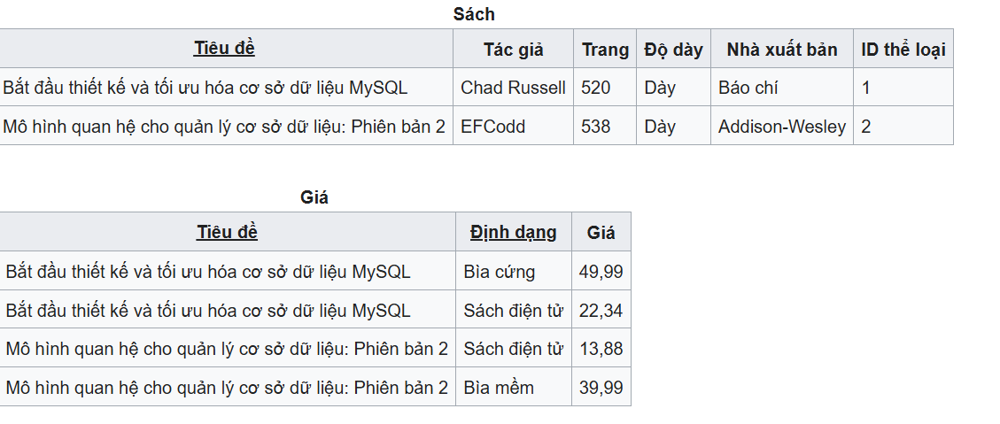 Sách
Tiêu đề Tác giả Trang Độ dày Nhà xuất bản ID thể loại
Bắt đầu thiết kế và tối ưu hóa cơ sở dữ liệu MySQL Chad Russell 520 Dày Báo chí 1
Mô hình quan hệ cho quản lý cơ sở dữ liệu: Phiên bản 2 EFCodd 538 Dày Addison-Wesley 2
Giá
Tiêu đề Định dạng Giá
Bắt đầu thiết kế và tối ưu hóa cơ sở dữ liệu MySQL Bìa cứng 49,99
Bắt đầu thiết kế và tối ưu hóa cơ sở dữ liệu MySQL Sách điện tử 22,34
Mô hình quan hệ cho quản lý cơ sở dữ liệu: Phiên bản 2 Sách điện tử 13,88
Mô hình quan hệ cho quản lý cơ sở dữ liệu: Phiên bản 2 Bìa mềm 39,99